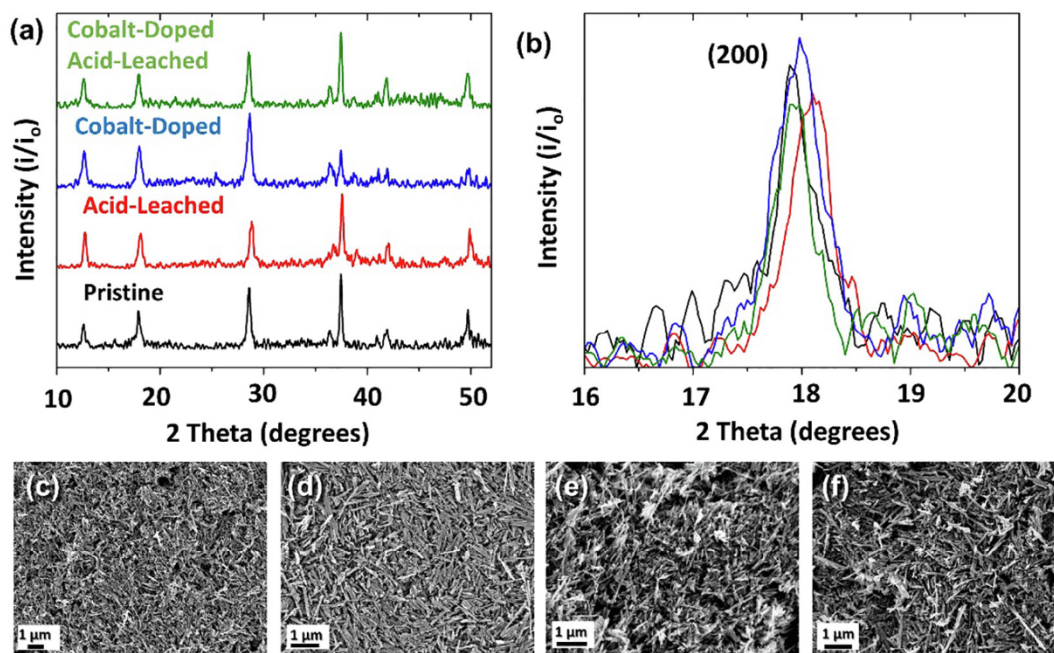 (a)
Cobalt-Doped
Acid-Leached
Cobalt-Doped
Acid-Leached
Pristine
Intensity (i/iₒ)
10 20 30 40 50
2 Theta (degrees)
(b)
(200)
Intensity (i/iₒ)
16 17 18 19 20
2 Theta (degrees)
(c)
1 µm
(d)
1 µm
(e)
1 µm
(f)
1 µm